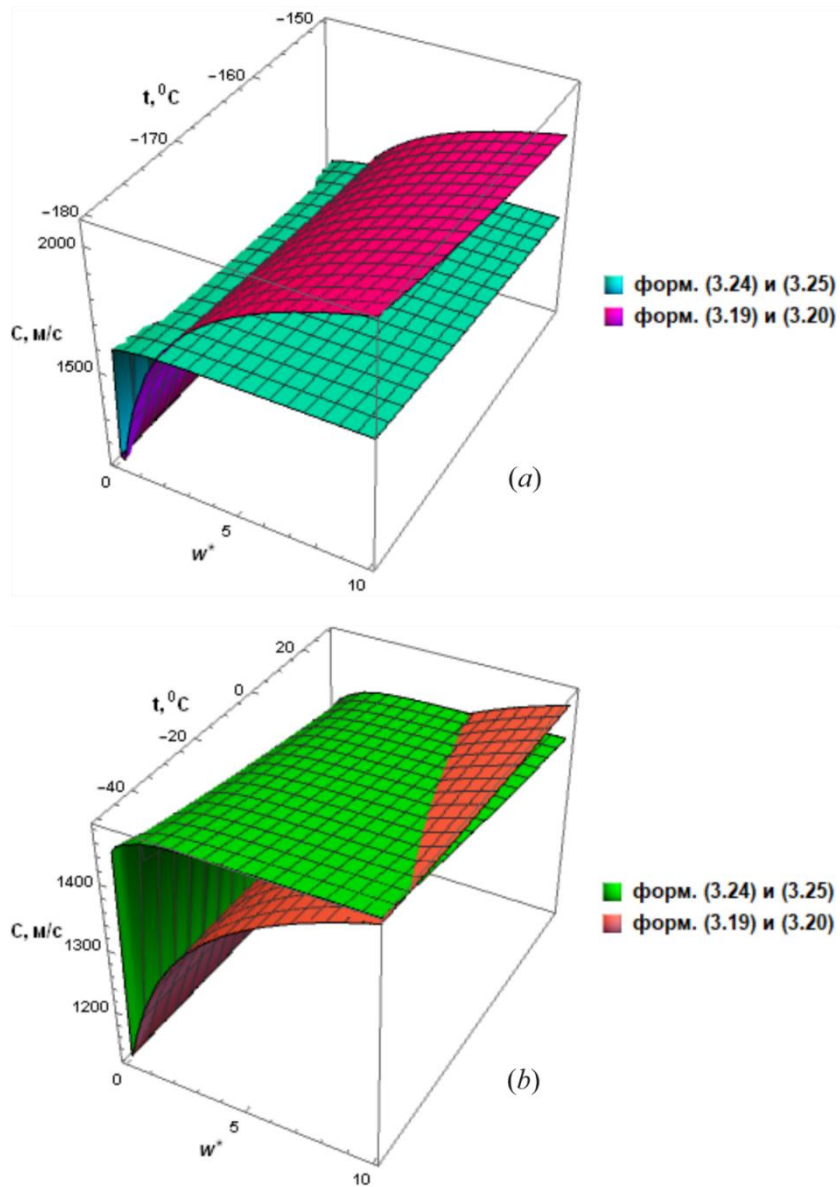 −150
−160
t, ⁰C
−170
−180
2000
C, м/с
1500
форм. (3.24) и (3.25)
форм. (3.19) и (3.20)
0
5
w*
10
(a)
20
t, ⁰C
0
−20
−40
1400
C, м/с
1300
1200
форм. (3.24) и (3.25)
форм. (3.19) и (3.20)
0
5
w*
10
(b)